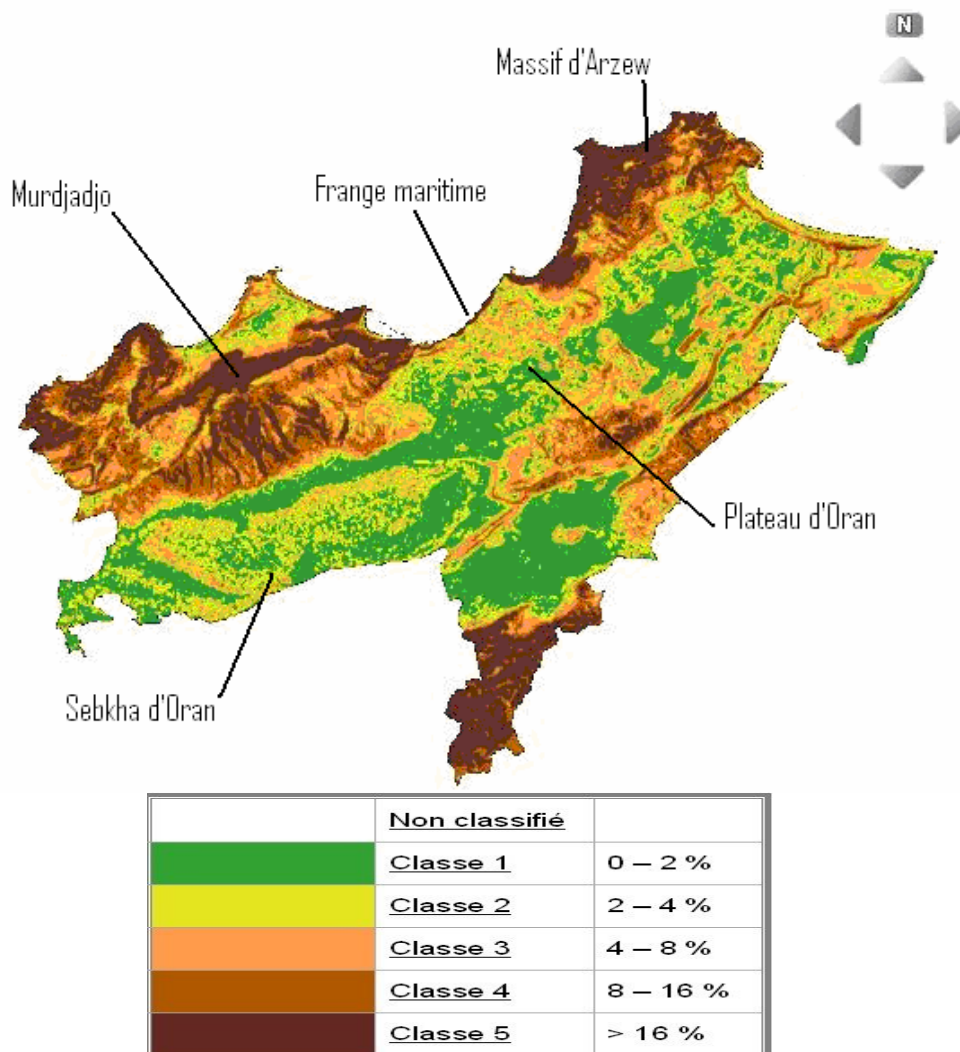 N
Massif d'Arzew
Murdjadjo
Frange maritime
Plateau d'Oran
Sebkha d'Oran
Non classifié
Classe 1 0 – 2 %
Classe 2 2 – 4 %
Classe 3 4 – 8 %
Classe 4 8 – 16 %
Classe 5 > 16 %